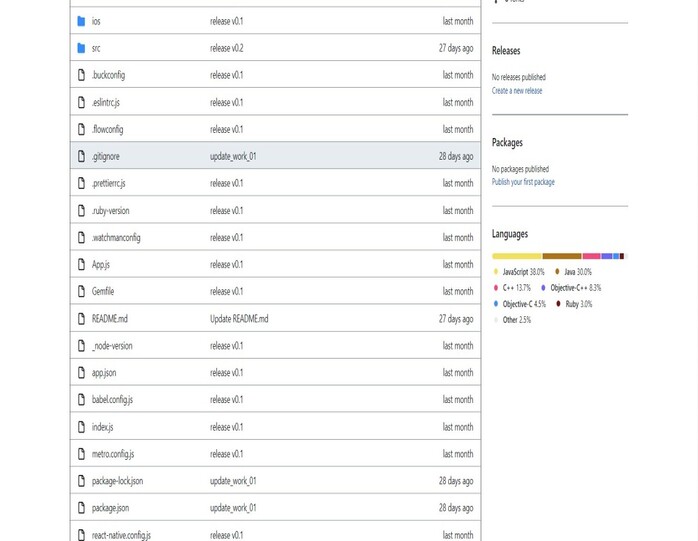 ios release v0.1 last month
src release v0.2 27 days ago
.buckconfig release v0.1 last month
.eslintrc.js release v0.1 last month
.flowconfig release v0.1 last month
.gitignore update_work_01 28 days ago
.prettierrc.js release v0.1 last month
.ruby-version release v0.1 last month
.watchmanconfig release v0.1 last month
App.js release v0.1 last month
Gemfile release v0.1 last month
README.md Update README.md 27 days ago
_node-version release v0.1 last month
app.json release v0.1 last month
babel.config.js release v0.1 last month
index.js release v0.1 last month
metro.config.js release v0.1 last month
package-lock.json update_work_01 28 days ago
package.json update_work_01 28 days ago
react-native.config.js release v0.1 last month
Releases
No releases published
Create a new release
Packages
No packages published
Publish your first package
Languages
JavaScript 38.0% Java 30.0%
C++ 13.7% Objective-C++ 8.3%
Objective-C 4.5% Ruby 3.0%
Other 2.5%